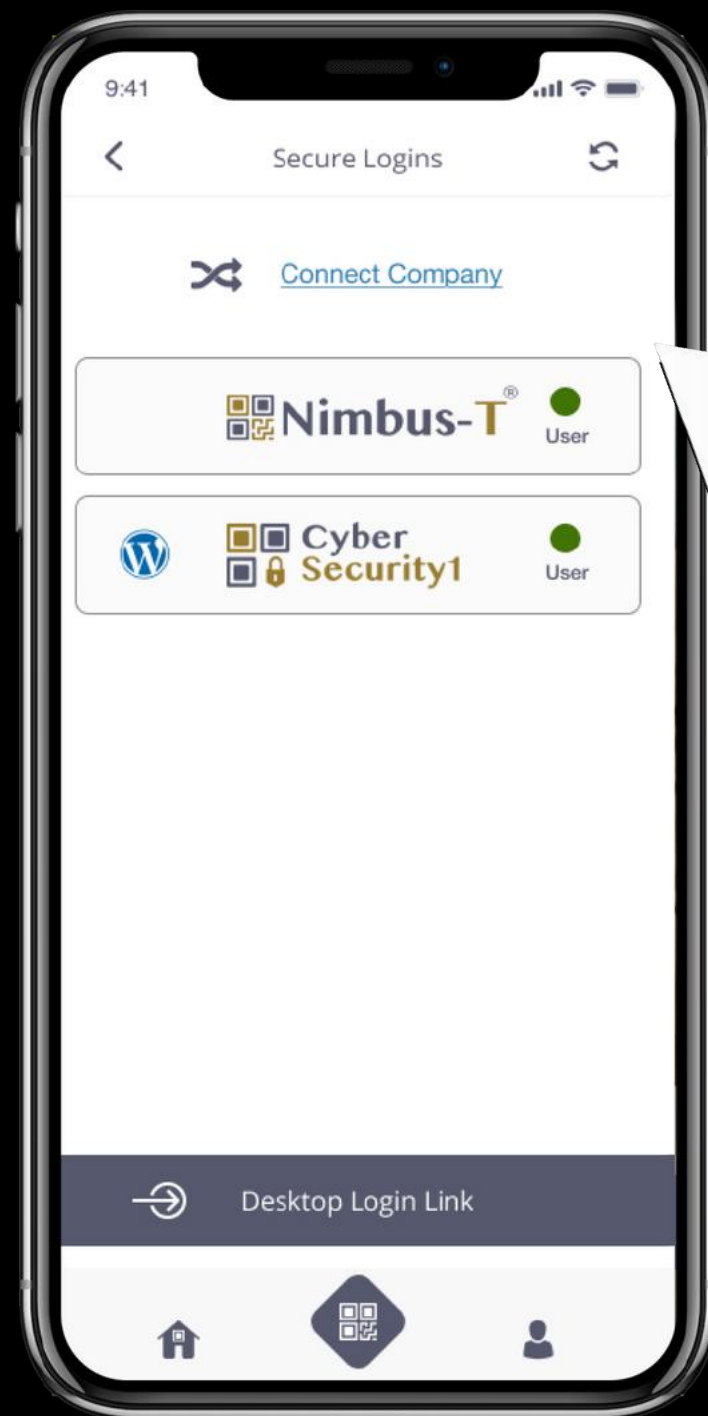 9:41
Secure Logins
Connect Company
Nimbus-T®
User
Cyber
Security1
User
Desktop Login Link